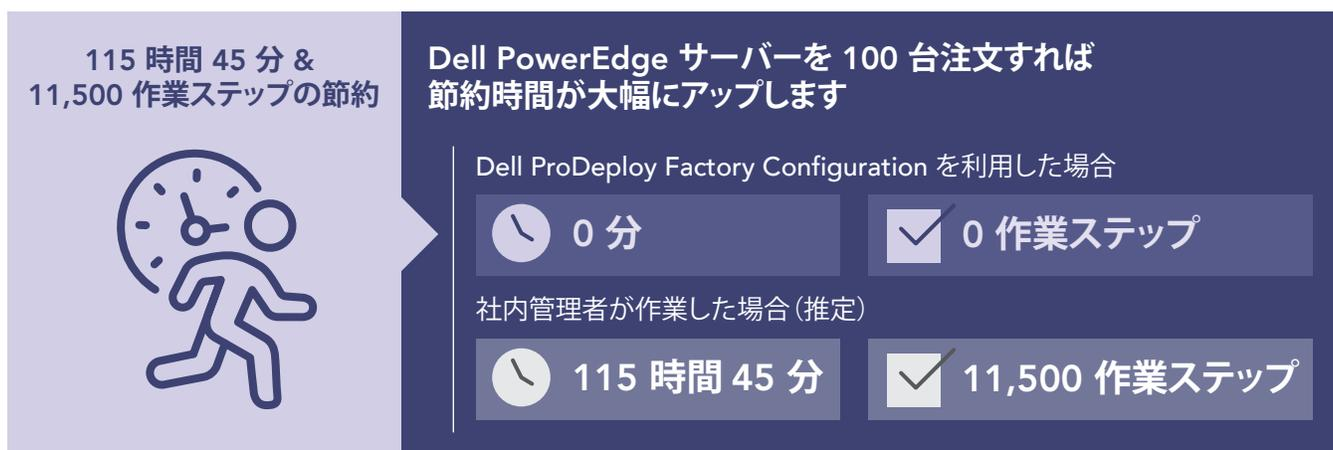 115 時間 45 分 &
11,500 作業ステップの節約
Dell PowerEdge サーバーを 100 台注文すれば
節約時間が大幅にアップします
Dell ProDeploy Factory Configuration を利用した場合
0 分
0 作業ステップ
社内管理者が作業した場合（推定）
115 時間 45 分
11,500 作業ステップ